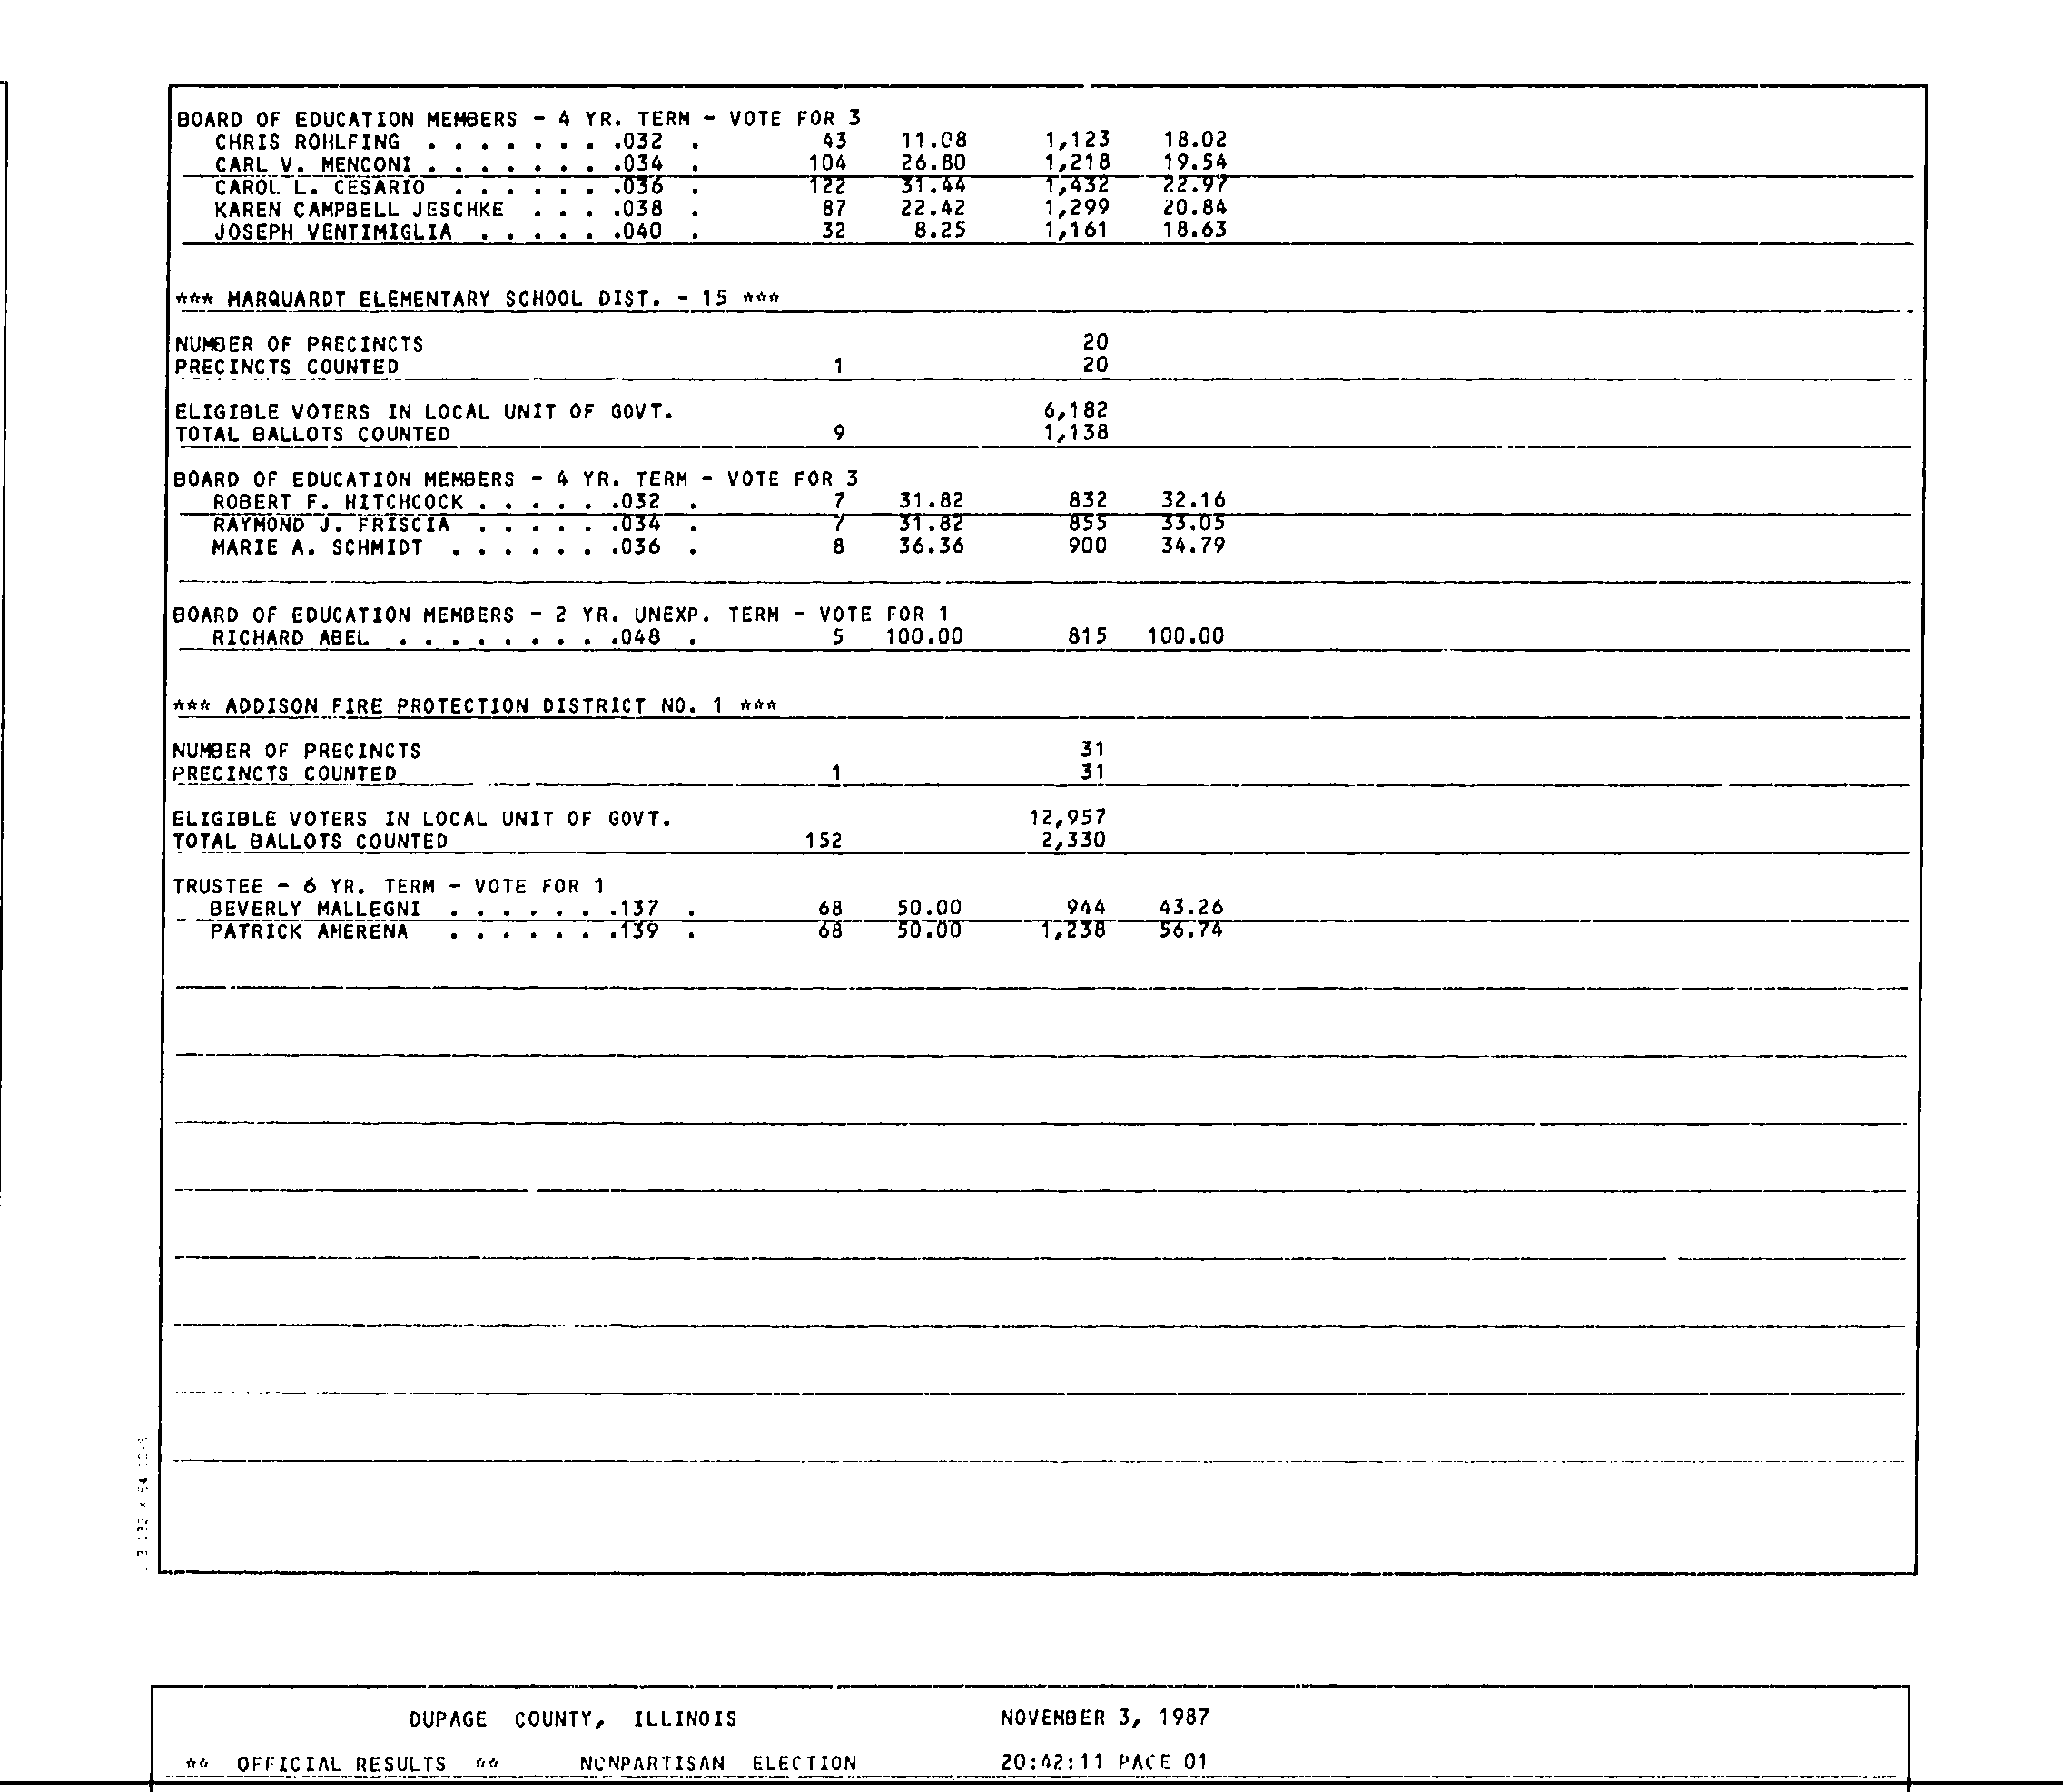 BOARD OF EDUCATION MEMBERS - 4 YR. TERM - VOTE FOR 3
CHRIS ROHLFING . . . . . . . .032 . 43 11.08 1,123 18.02
CARL V. MENCONI . . . . . . . .034 . 104 26.80 1,218 19.54
CAROL L. CESARIO . . . . . . .036 . 122 31.44 1,432 22.97
KAREN CAMPBELL JESCHKE . . . .038 . 87 22.42 1,299 20.84
JOSEPH VENTIMIGLIA . . . . . .040 . 32 8.25 1,161 18.63
*** MARQUARDT ELEMENTARY SCHOOL DIST. - 15 ***
NUMBER OF PRECINCTS 20
PRECINCTS COUNTED 1 20
ELIGIBLE VOTERS IN LOCAL UNIT OF GOVT. 6,182
TOTAL BALLOTS COUNTED 9 1,138
BOARD OF EDUCATION MEMBERS - 4 YR. TERM - VOTE FOR 3
ROBERT F. HITCHCOCK . . . . . .032 . 7 31.82 832 32.16
RAYMOND J. FRISCIA . . . . . .034 . 7 31.82 855 33.05
MARIE A. SCHMIDT . . . . . . .036 . 8 36.36 900 34.79
BOARD OF EDUCATION MEMBERS - 2 YR. UNEXP. TERM - VOTE FOR 1
RICHARD ABEL . . . . . . . . .048 . 5 100.00 815 100.00
*** ADDISON FIRE PROTECTION DISTRICT NO. 1 ***
NUMBER OF PRECINCTS 31
PRECINCTS COUNTED 1 31
ELIGIBLE VOTERS IN LOCAL UNIT OF GOVT. 12,957
TOTAL BALLOTS COUNTED 152 2,330
TRUSTEE - 6 YR. TERM - VOTE FOR 1
BEVERLY MALLEGNI . . . . . . .137 . 68 50.00 944 43.26
PATRICK AMERENA . . . . . . .139 . 68 50.00 1,238 56.74
DUPAGE COUNTY, ILLINOIS NOVEMBER 3, 1987
** OFFICIAL RESULTS ** NONPARTISAN ELECTION 20:42:11 PAGE 01